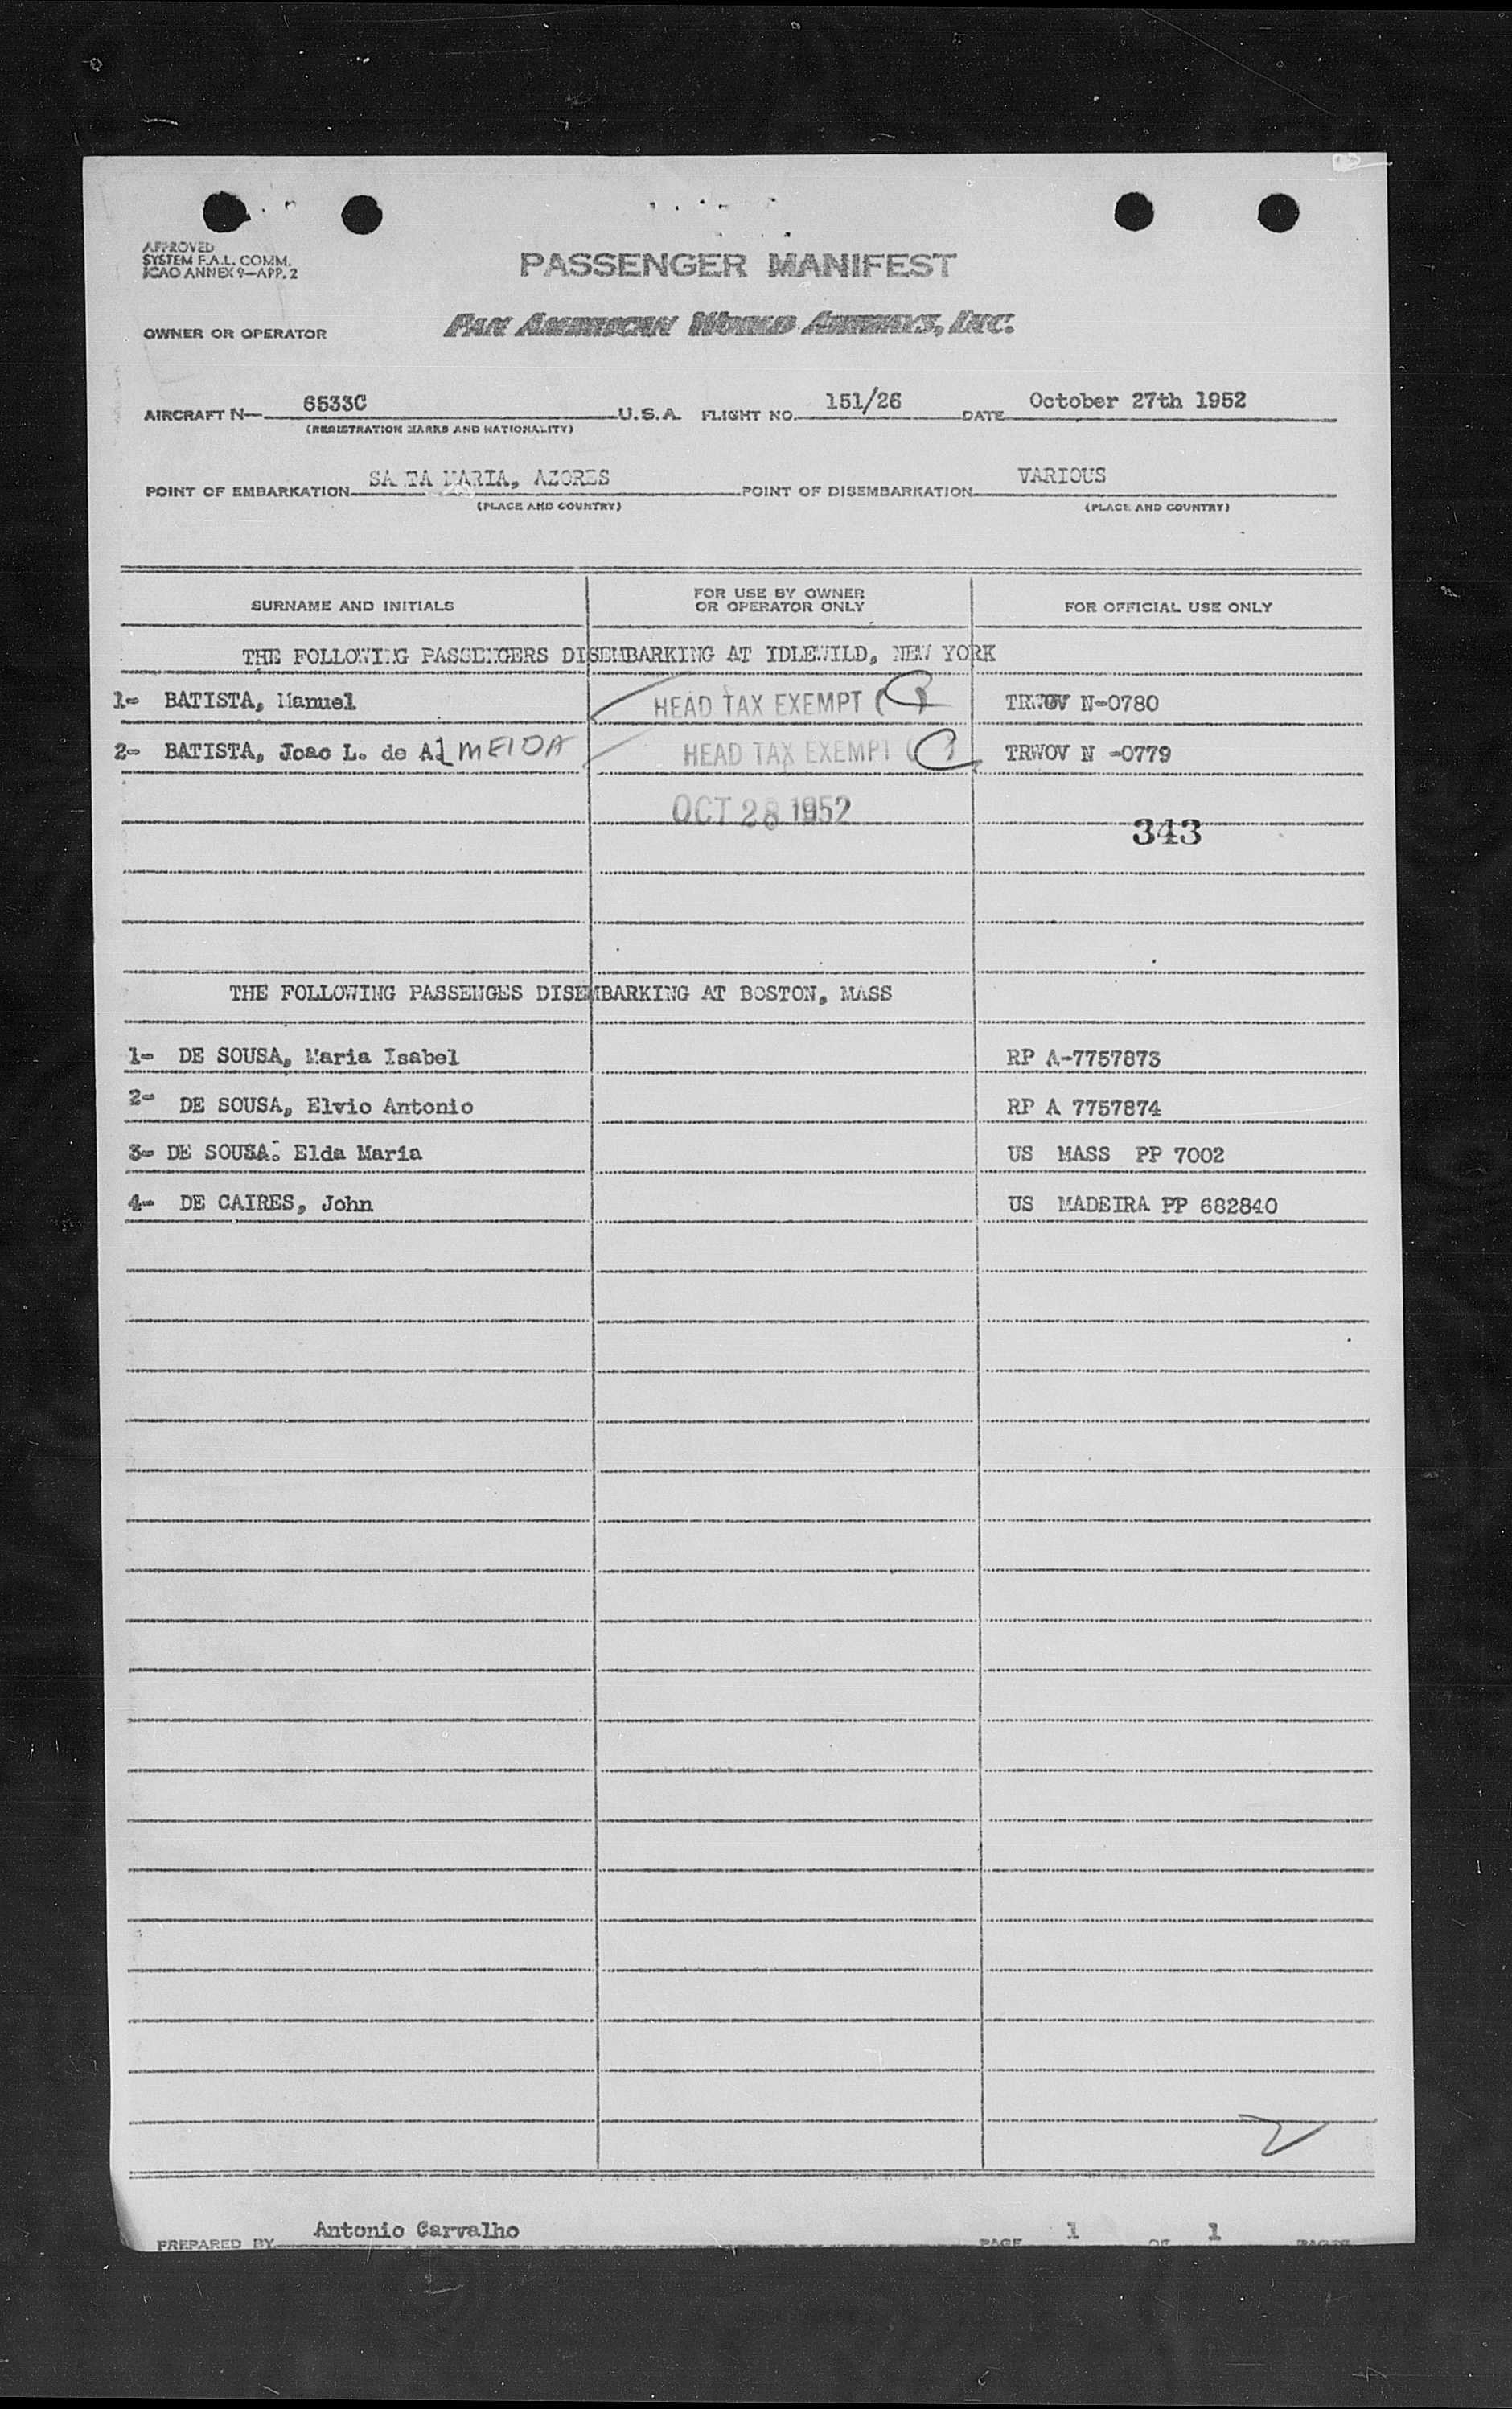 APPROVED
SYSTEM F.A.L. COMM.
ICAO ANNEX 9—APP. 2
PASSENGER MANIFEST
OWNER OR OPERATOR PAN AMERICAN WORLD AIRWAYS, INC.
AIRCRAFT N— 6533C U.S.A. FLIGHT NO. 151/26 DATE October 27th 1952
(REGISTRATION MARKS AND NATIONALITY)
POINT OF EMBARKATION SA TA MARIA, AZORES POINT OF DISEMBARKATION VARIOUS
(PLACE AND COUNTRY) (PLACE AND COUNTRY)
SURNAME AND INITIALS FOR USE BY OWNER OR OPERATOR ONLY FOR OFFICIAL USE ONLY
THE FOLLOWING PASSENGERS DISEMBARKING AT IDLEWILD, NEW YORK
1- BATISTA, Manuel HEAD TAX EXEMPT TRWOV N-0780
2- BATISTA, Joao L. de ALMEIDA HEAD TAX EXEMPT TRWOV N -0779
OCT 28 1952
343
THE FOLLOWING PASSENGES DISEMBARKING AT BOSTON, MASS
1- DE SOUSA, Maria Isabel RP A-7757873
2- DE SOUSA, Elvio Antonio RP A 7757874
3- DE SOUSA. Elda Maria US MASS PP 7002
4- DE CAIRES, John US MADEIRA PP 682840
PREPARED BY Antonio Carvalho PAGE 1 OF 1 PAGES